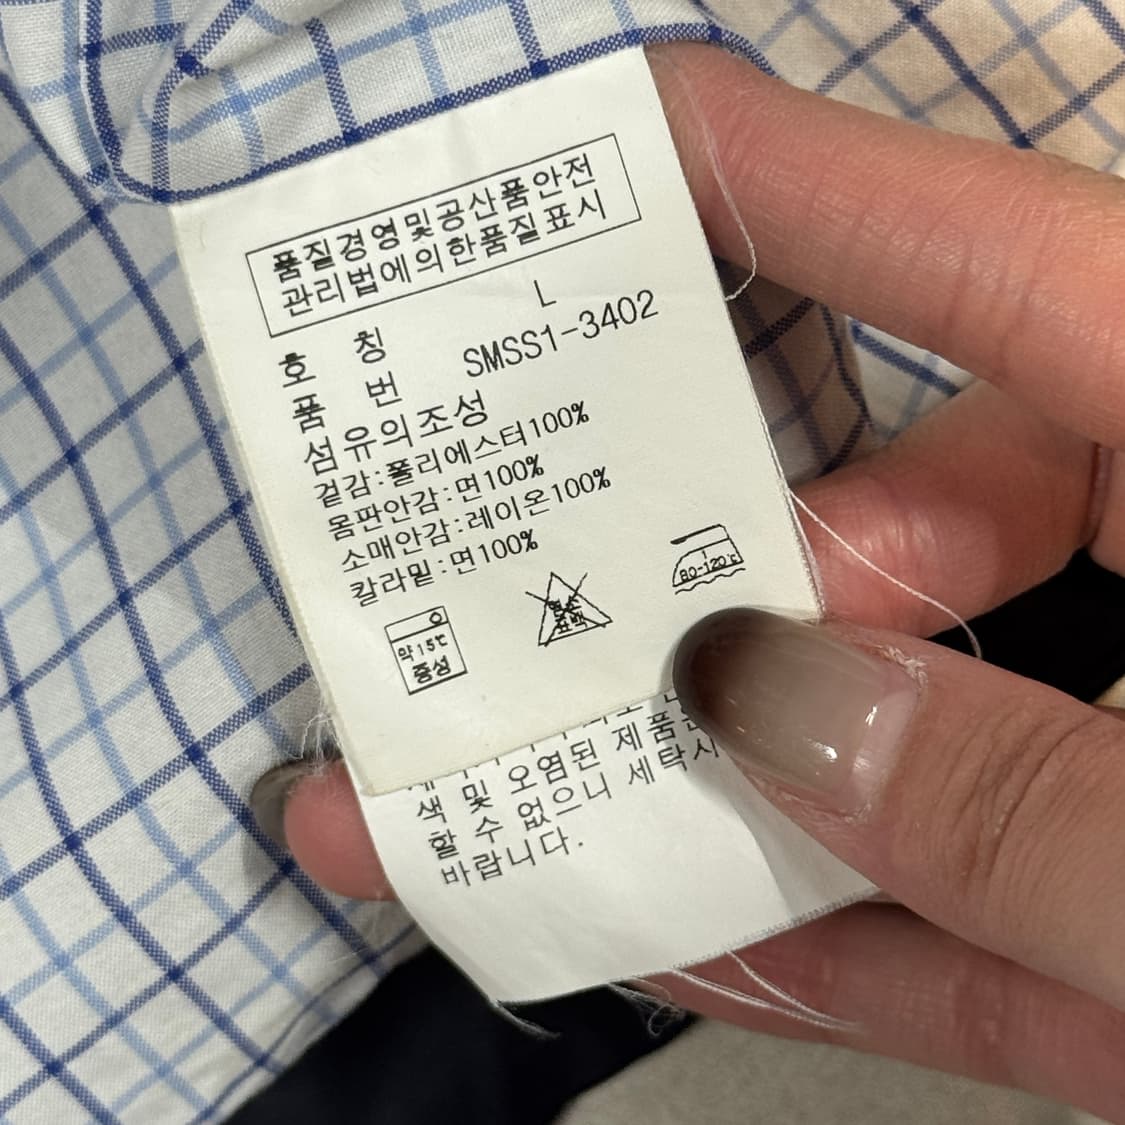 품질경영및공산품안전
관리법에의한품질표시
호 칭 L
품 번 SMSS1-3402
섬유의조성
겉감:폴리에스터100%
몸판안감:면100%
소매안감:레이온100%
칼라밑:면100%
약15℃
중성
염소
표백
80-120℃
색 및 오염된 제품은
할 수 없으니 세탁시
바랍니다.